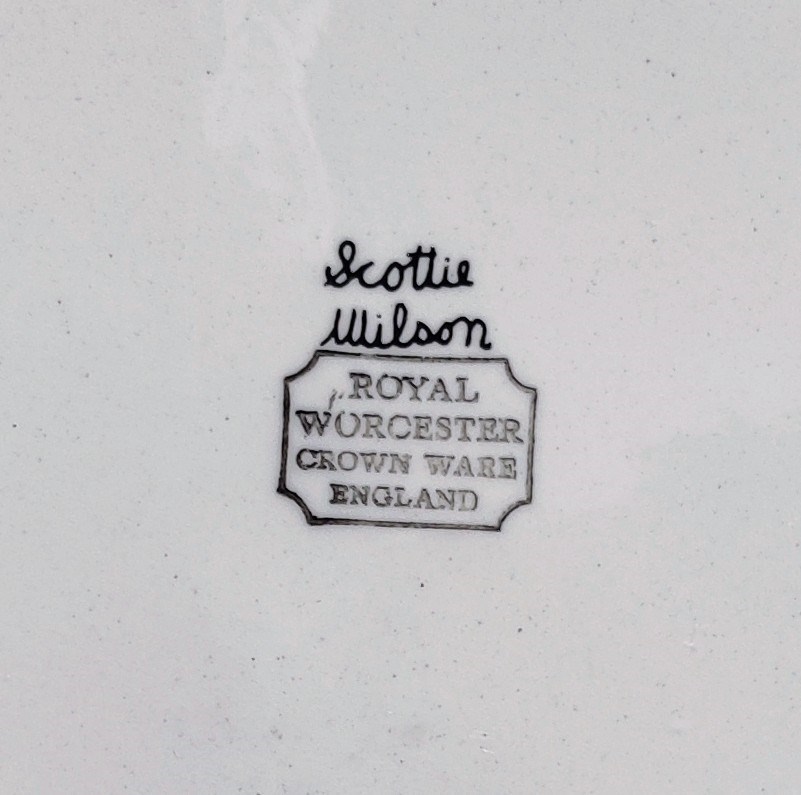 Scottie
Wilson
ROYAL
WORCESTER
CROWN WARE
ENGLAND